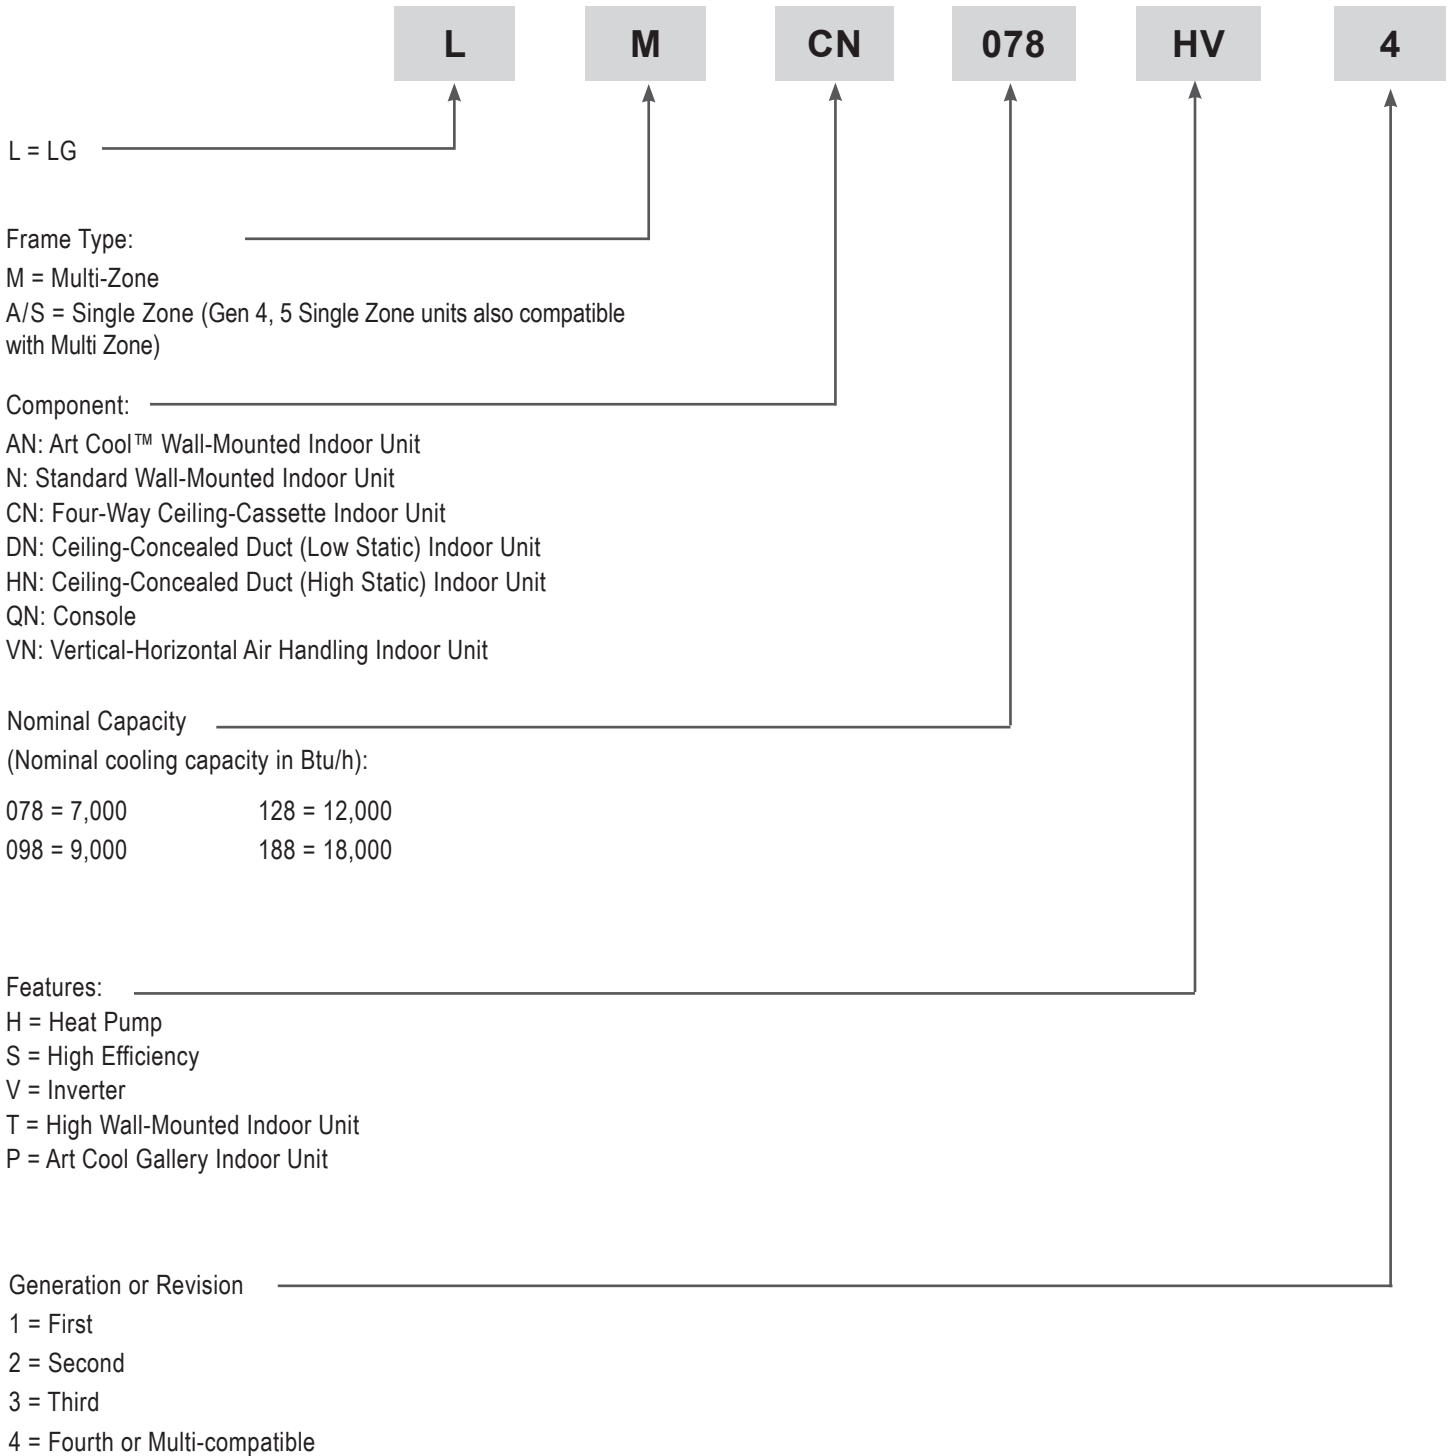 L M CN 078 HV 4
L = LG
Frame Type:
M = Multi-Zone
A/S = Single Zone (Gen 4, 5 Single Zone units also compatible
with Multi Zone)
Component:
AN: Art Cool™ Wall-Mounted Indoor Unit
N: Standard Wall-Mounted Indoor Unit
CN: Four-Way Ceiling-Cassette Indoor Unit
DN: Ceiling-Concealed Duct (Low Static) Indoor Unit
HN: Ceiling-Concealed Duct (High Static) Indoor Unit
QN: Console
VN: Vertical-Horizontal Air Handling Indoor Unit
Nominal Capacity
(Nominal cooling capacity in Btu/h):
078 = 7,000 128 = 12,000
098 = 9,000 188 = 18,000
Features:
H = Heat Pump
S = High Efficiency
V = Inverter
T = High Wall-Mounted Indoor Unit
P = Art Cool Gallery Indoor Unit
Generation or Revision
1 = First
2 = Second
3 = Third
4 = Fourth or Multi-compatible